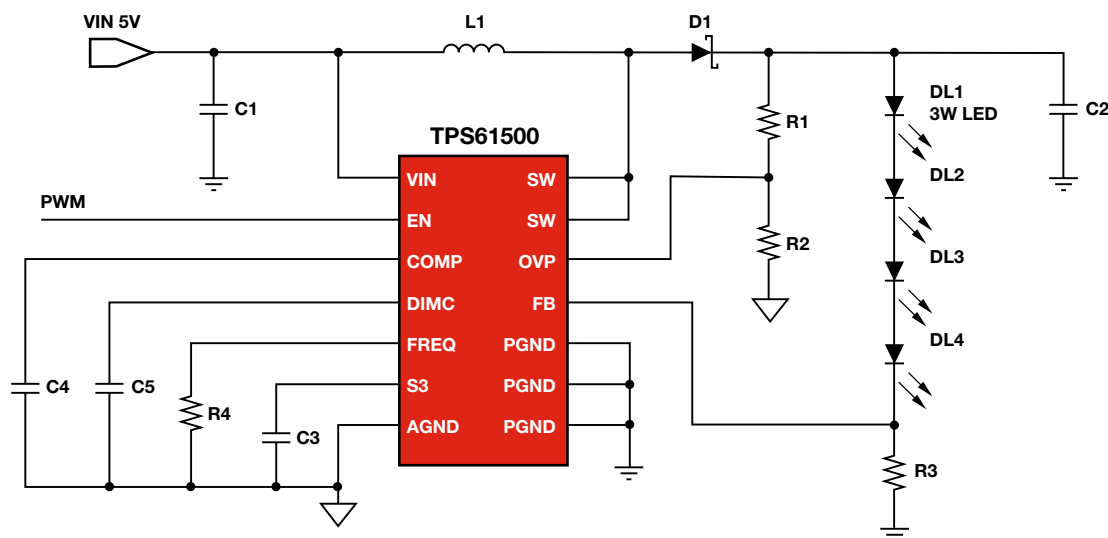 VIN 5V
L1
D1
C1
R1
DL1
3W LED
C2
TPS61500
VIN
SW
DL2
PWM
EN
SW
R2
COMP
OVP
DL3
DIMC
FB
FREQ
PGND
DL4
C4
C5
R4
S3
PGND
C3
AGND
PGND
R3